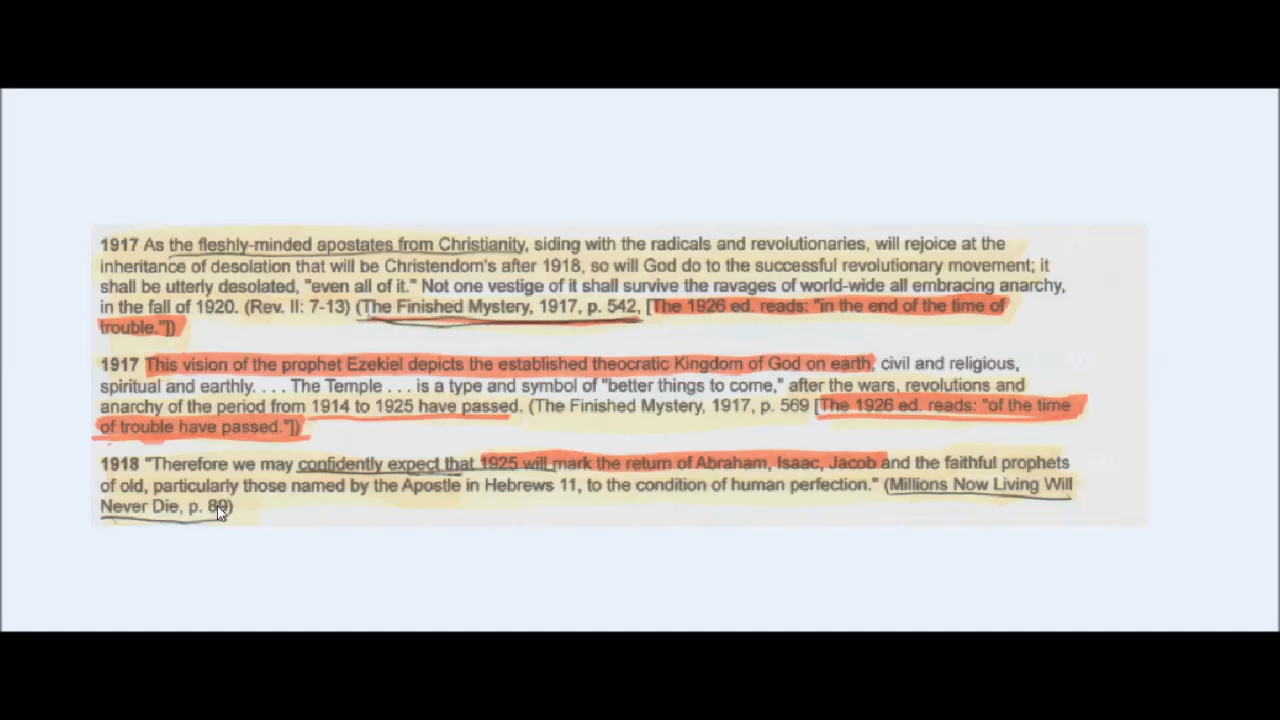 1917 As the fleshly-minded apostates from Christianity, siding with the radicals and revolutionaries, will rejoice at the
inheritance of desolation that will be Christendom's after 1918, so will God do to the successful revolutionary movement; it
shall be utterly desolated, "even all of it." Not one vestige of it shall survive the ravages of world-wide all embracing anarchy,
in the fall of 1920. (Rev. II: 7-13) (The Finished Mystery, 1917, p. 542, [The 1926 ed. reads: "in the end of the time of
trouble."])
1917 This vision of the prophet Ezekiel depicts the established theocratic Kingdom of God on earth, civil and religious,
spiritual and earthly. . . . The Temple . . . is a type and symbol of "better things to come," after the wars, revolutions and
anarchy of the period from 1914 to 1925 have passed. (The Finished Mystery, 1917, p. 569 [The 1926 ed. reads: "of the time
of trouble have passed."])
1918 "Therefore we may confidently expect that 1925 will mark the return of Abraham, Isaac, Jacob and the faithful prophets
of old, particularly those named by the Apostle in Hebrews 11, to the condition of human perfection." (Millions Now Living Will
Never Die, p. 89)